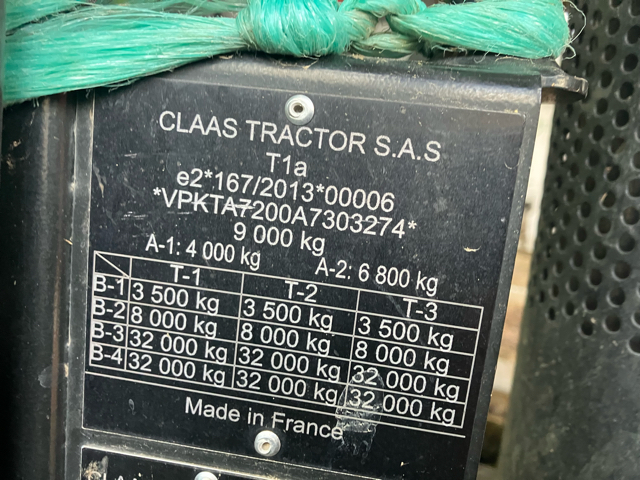 CLAAS TRACTOR S.A.S
T1a
e2*167/2013*00006
*VPKTA7200A7303274*
9 000 kg
A-1: 4 000 kg A-2: 6 800 kg
T-1 T-2 T-3
B-1 3 500 kg 3 500 kg 3 500 kg
B-2 8 000 kg 8 000 kg 8 000 kg
B-3 32 000 kg 32 000 kg 32 000 kg
B-4 32 000 kg 32 000 kg 32 000 kg
Made in France